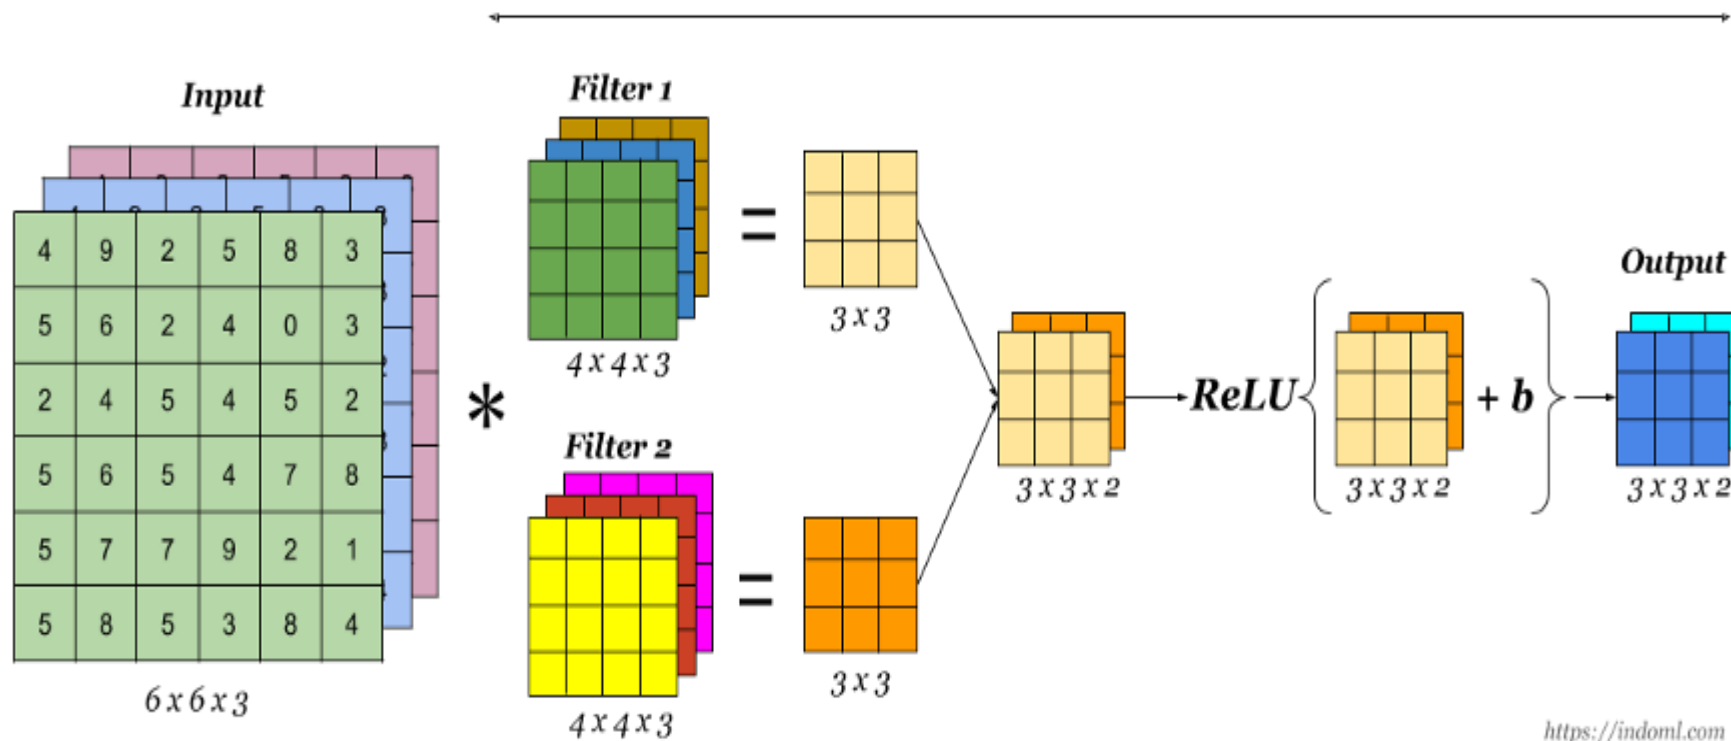 Input
4 9 2 5 8 3
5 6 2 4 0 3
2 4 5 4 5 2
5 6 5 4 7 8
5 7 7 9 2 1
5 8 5 3 8 4
6 x 6 x 3
*
Filter 1
4 x 4 x 3
=
3 x 3
Filter 2
4 x 4 x 3
=
3 x 3
3 x 3 x 2
ReLU
{
3 x 3 x 2
+ b
}
Output
3 x 3 x 2
https://indoml.com